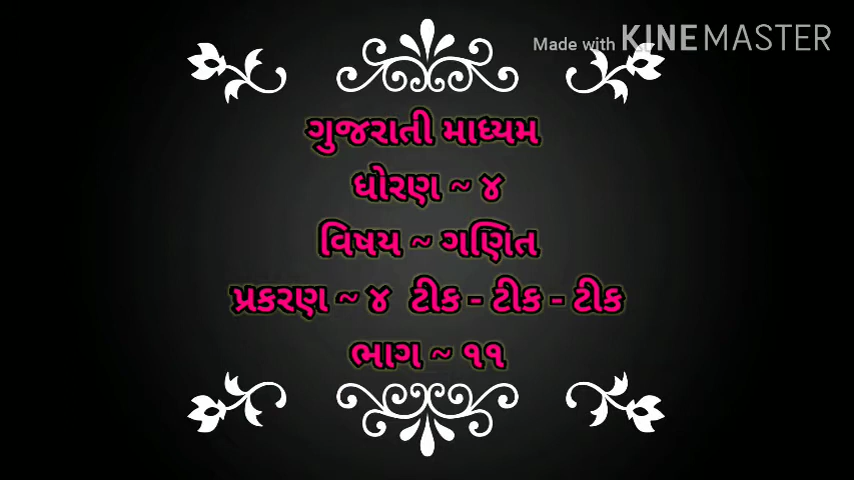 Made with KINEMASTER
ગુજરાતી માધ્યમ
ધોરણ ~ ૪
વિષય ~ ગણિત
પ્રકરણ ~ ૪ ટીક - ટીક - ટીક
ભાગ ~ ૧૧